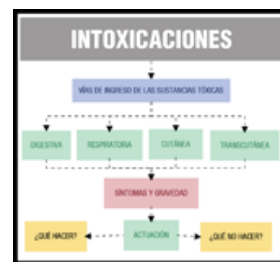 INTOXICACIONES
VÍAS DE INGRESO DE LAS SUSTANCIAS TÓXICAS
DIGESTIVA RESPIRATORIA CUTÁNEA TRANSCUTÁNEA
SÍNTOMAS Y GRAVEDAD
¿QUÉ HACER? ACTUACIÓN ¿QUÉ NO HACER?